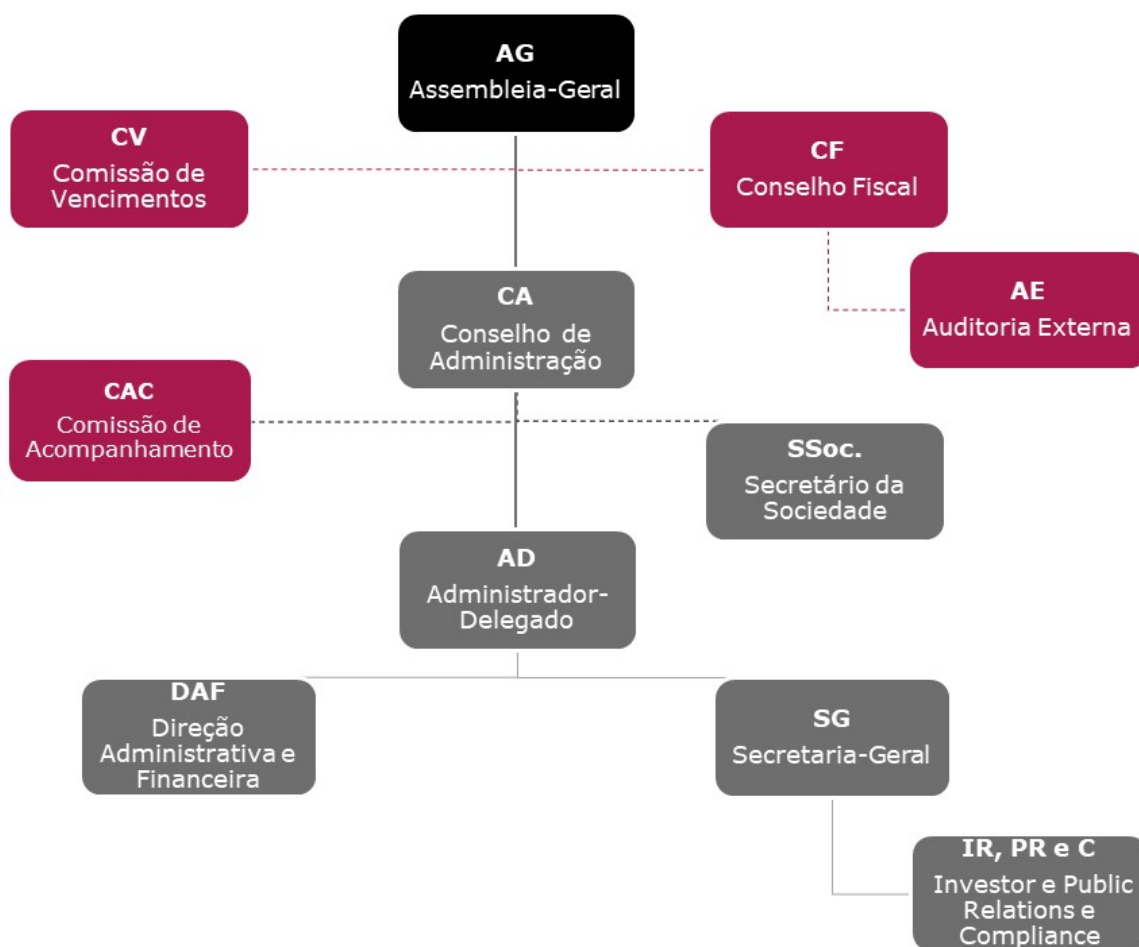 AG
Assembleia-Geral
CV
Comissão de
Vencimentos
CF
Conselho Fiscal
AE
Auditoria Externa
CA
Conselho de
Administração
CAC
Comissão de
Acompanhamento
SSoc.
Secretário da
Sociedade
AD
Administrador-
Delegado
DAF
Direção
Administrativa e
Financeira
SG
Secretaria-Geral
IR, PR e C
Investor e Public
Relations e
Compliance